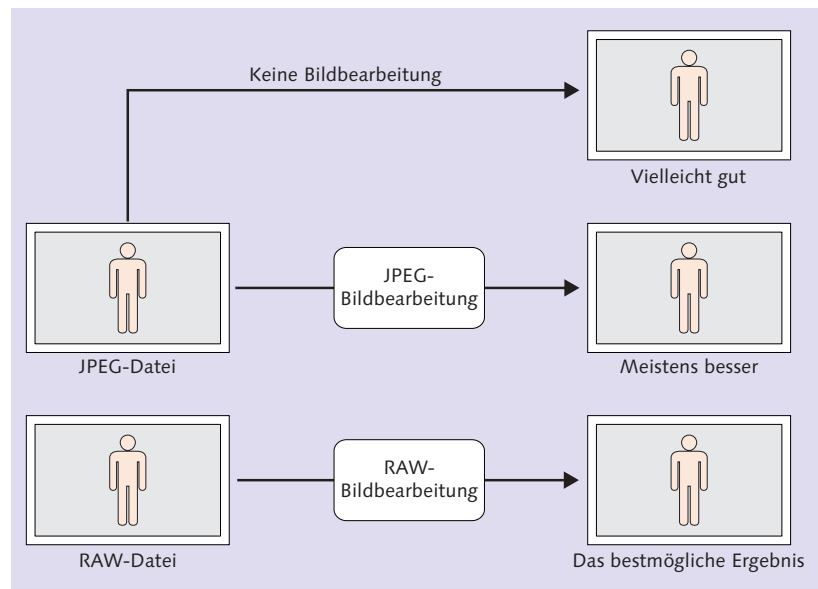 Keine Bildbearbeitung
Vielleicht gut
JPEG-
Bildbearbeitung
JPEG-Datei
Meistens besser
RAW-
Bildbearbeitung
RAW-Datei
Das bestmögliche Ergebnis